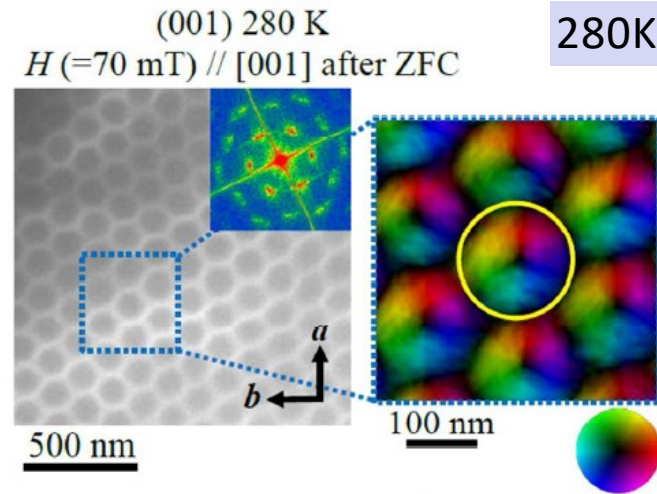 (001) 280 K
280K
H (=70 mT) // [001] after ZFC
a
b
500 nm
100 nm